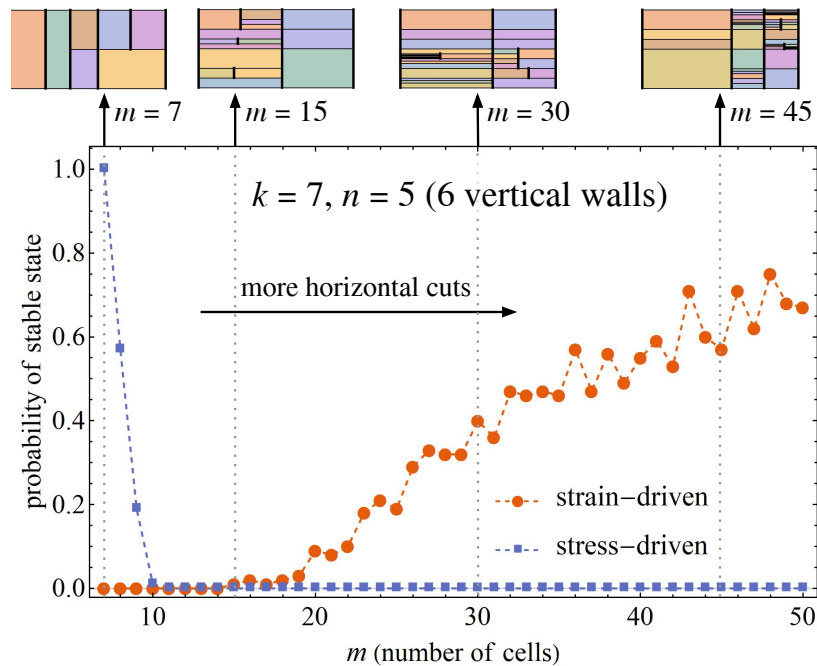 m = 7
m = 15
m = 30
m = 45
k = 7, n = 5 (6 vertical walls)
more horizontal cuts
probability of stable state
1.0
0.8
0.6
0.4
0.2
0.0
strain-driven
stress-driven
10
20
30
40
50
m (number of cells)